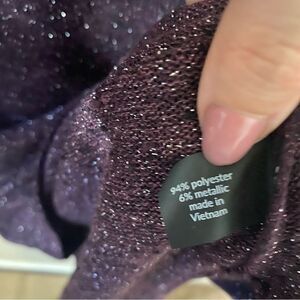 94% polyester
6% metallic
made in
Vietnam